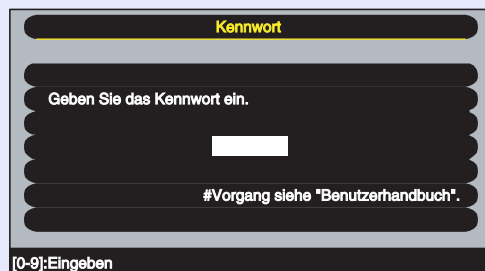 Kennwort
Geben Sie das Kennwort ein.
#Vorgang siehe "Benutzerhandbuch".
[0-9]:Eingeben